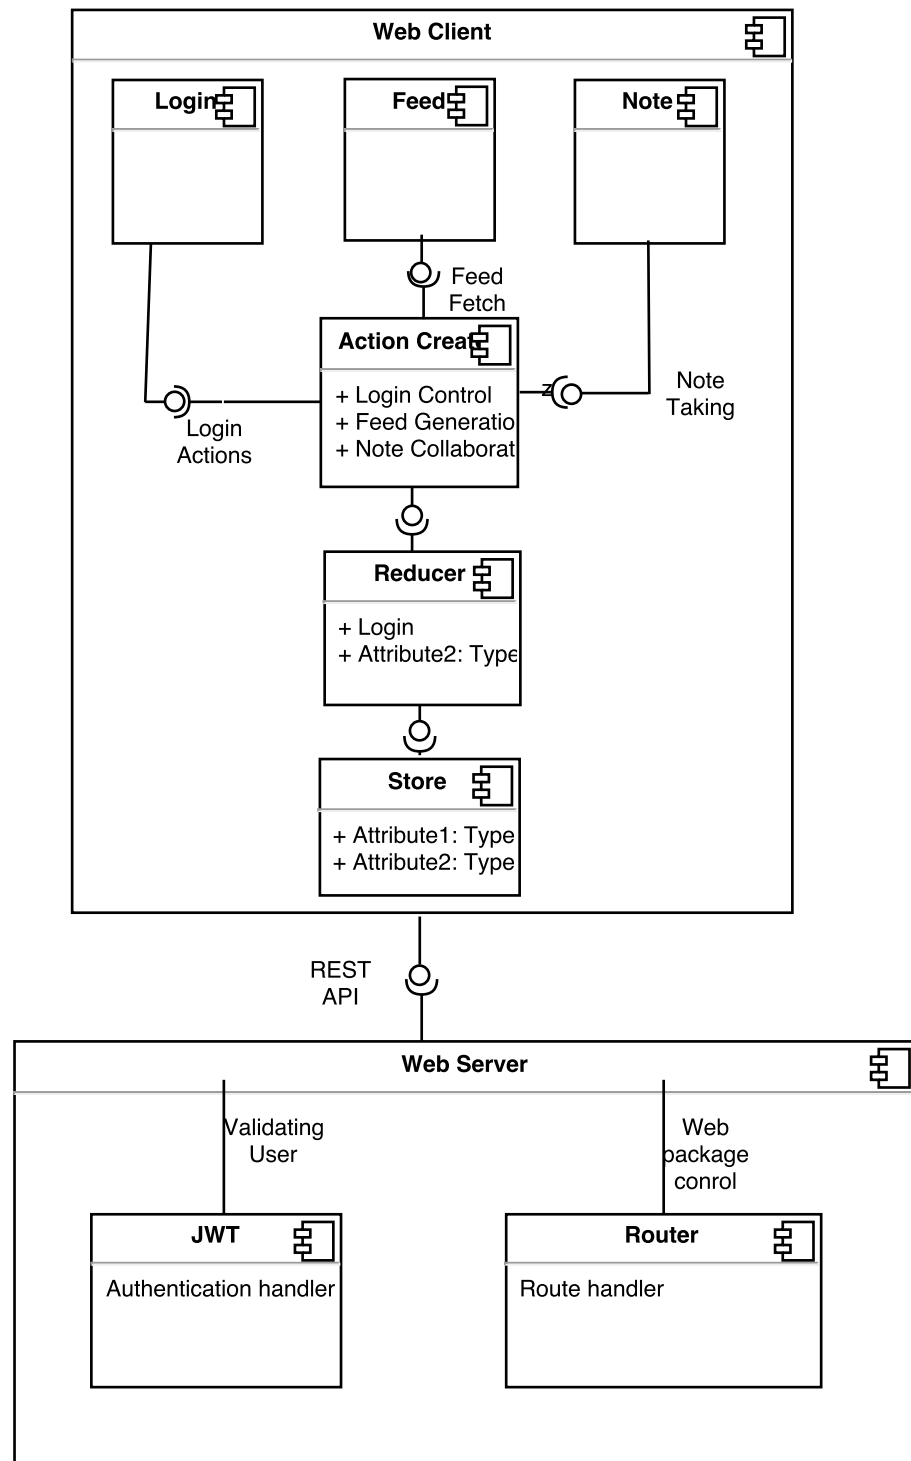 Web Client
Login
Feed
Note
Feed
Fetch
Action Creat
+ Login Control
+ Feed Generatio
+ Note Collaborat
z
Note
Taking
Login
Actions
Reducer
+ Login
+ Attribute2: Type
Store
+ Attribute1: Type
+ Attribute2: Type
REST
API
Web Server
Validating
User
Web
package
conrol
JWT
Authentication handler
Router
Route handler